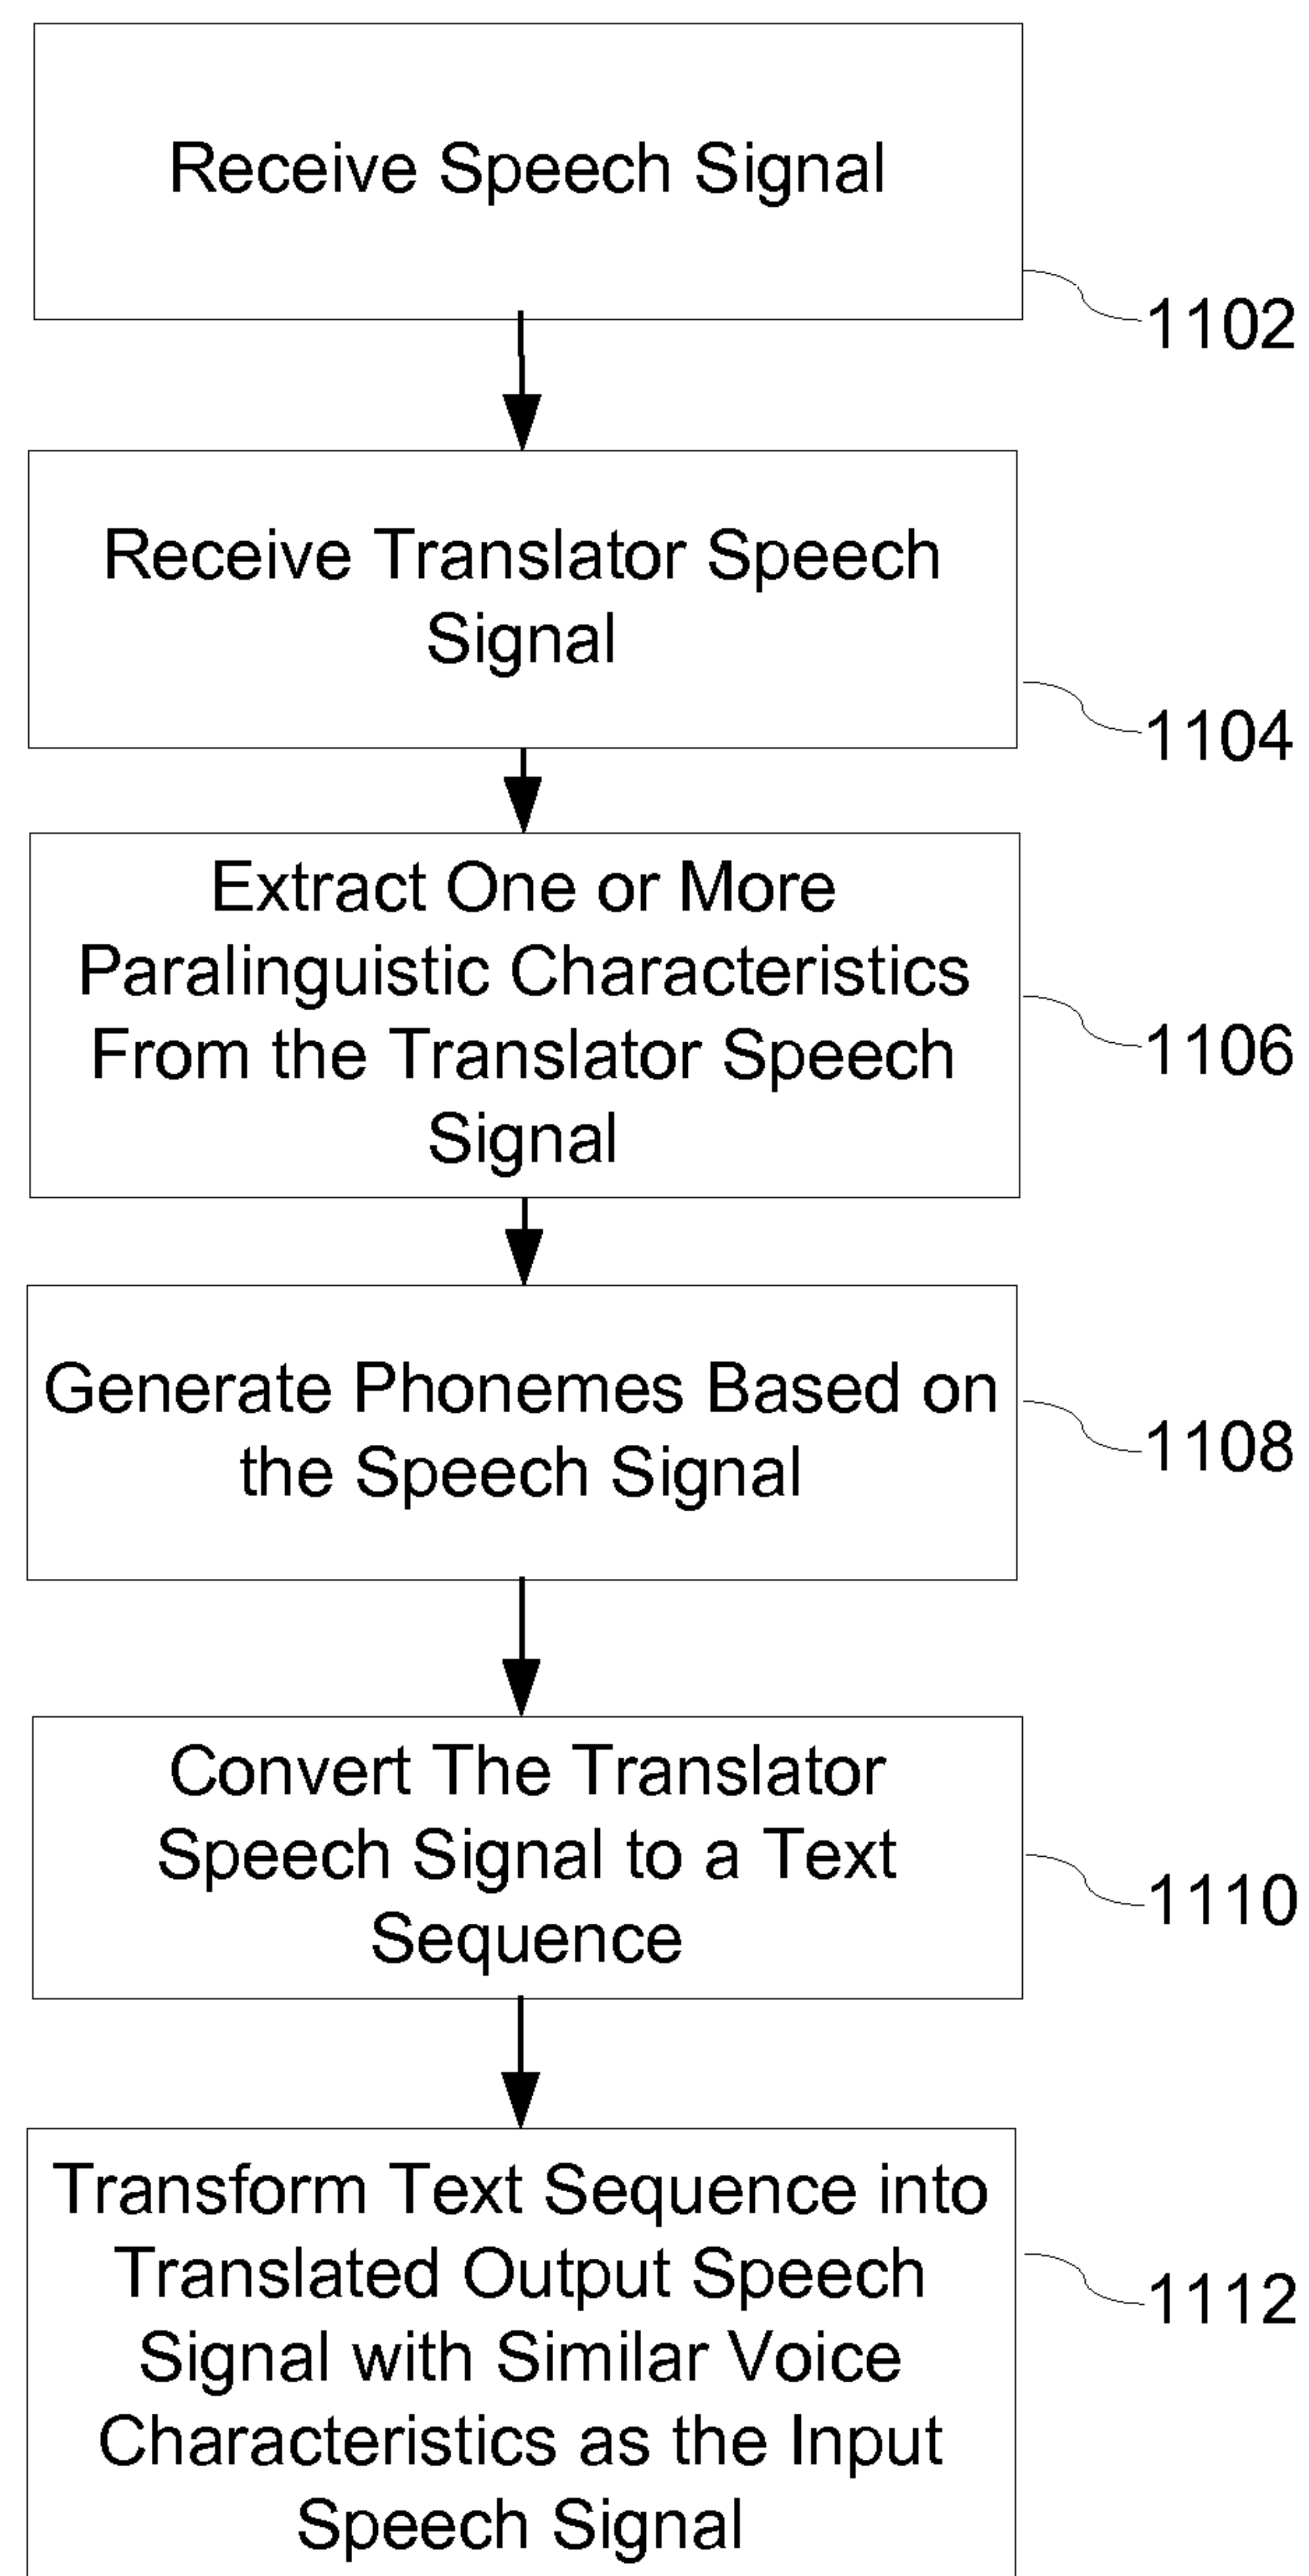 Receive Speech Signal
1102
Receive Translator Speech
Signal
1104
Extract One or More
Paralinguistic Characteristics
From the Translator Speech
Signal
1106
Generate Phonemes Based on
the Speech Signal
1108
Convert The Translator
Speech Signal to a Text
Sequence
1110
Transform Text Sequence into
Translated Output Speech
Signal with Similar Voice
Characteristics as the Input
Speech Signal
1112